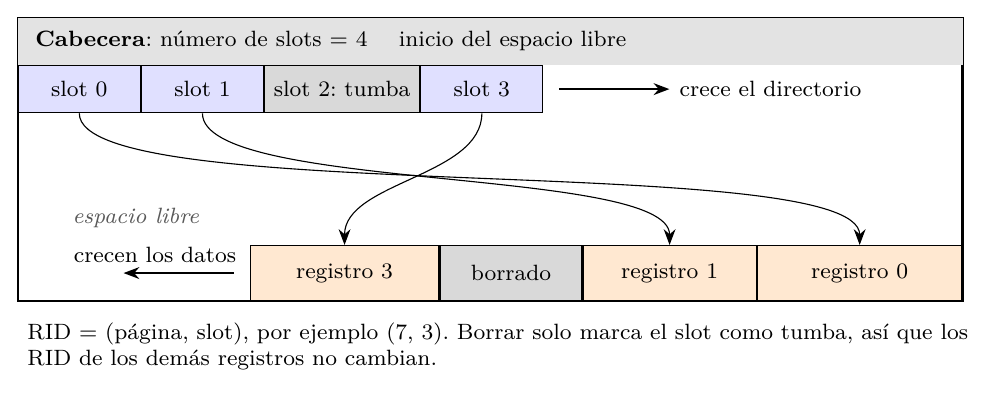 Cabecera: número de slots = 4 inicio del espacio libre
slot 0 slot 1 slot 2: tumba slot 3 crece el directorio
espacio libre
crecen los datos
registro 3 borrado registro 1 registro 0
RID = (página, slot), por ejemplo (7, 3). Borrar solo marca el slot como tumba, así que los
RID de los demás registros no cambian.